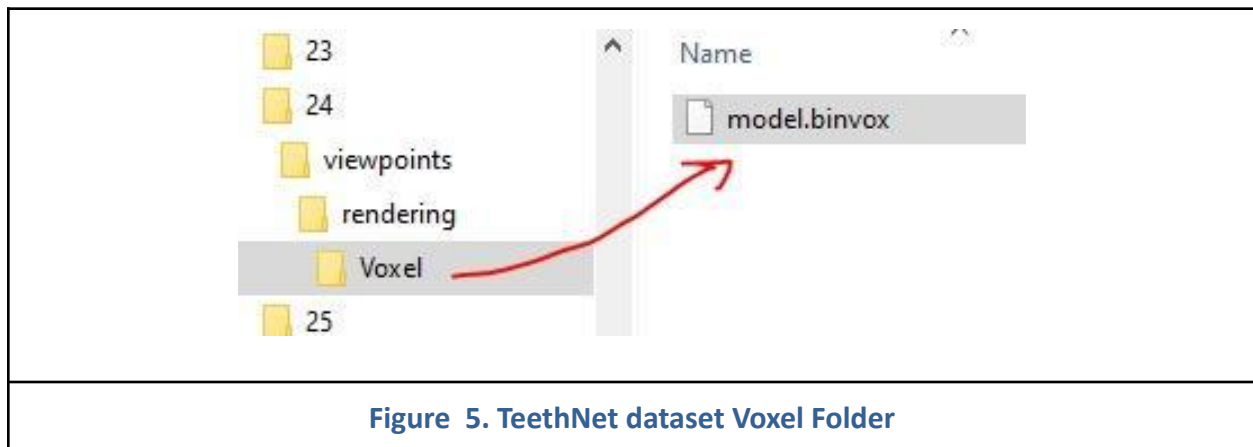 23
24
viewpoints
rendering
Voxel
25
Name
model.binvox
Figure 5. TeethNet dataset Voxel Folder